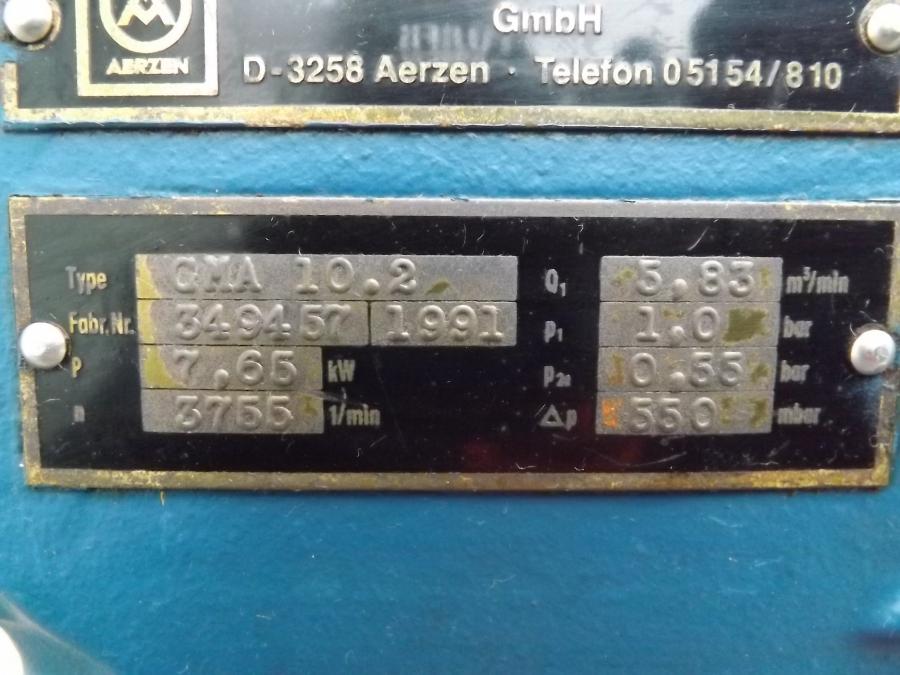 GmbH
AERZEN
D-3258 Aerzen · Telefon 05154/810
Type GMA 10.2 Q₁ 5,83 m³/min
Fabr.Nr. 349457 1991 p₁ 1.0 bar
P 7,65 kW p₂ₐ 0.55 bar
n 3755 1/min Δp 550 mbar